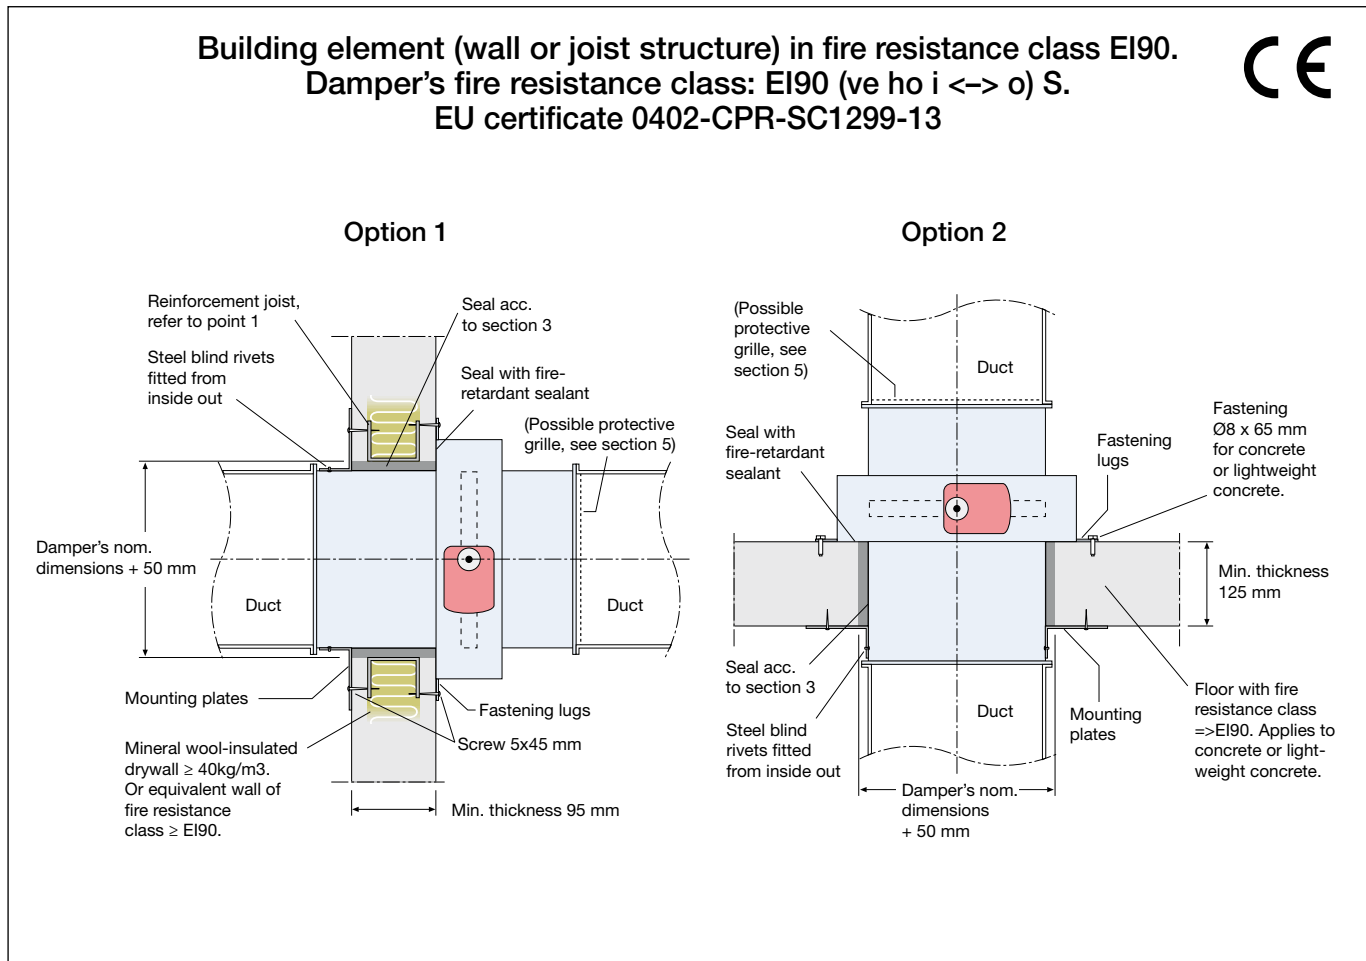 Building element (wall or joist structure) in fire resistance class EI90.
Damper's fire resistance class: EI90 (ve ho i <–> o) S.
EU certificate 0402-CPR-SC1299-13
CE
Option 1
Reinforcement joist,
refer to point 1
Seal acc.
to section 3
Steel blind rivets
fitted from
inside out
Seal with fire-
retardant sealant
(Possible protective
grille, see section 5)
Damper's nom.
dimensions + 50 mm
Duct
Duct
Mounting plates
Fastening lugs
Screw 5x45 mm
Mineral wool-insulated
drywall ≥ 40kg/m3.
Or equivalent wall of
fire resistance
class ≥ EI90.
Min. thickness 95 mm
Option 2
(Possible
protective
grille, see
section 5)
Duct
Seal with
fire-retardant
sealant
Fastening
lugs
Fastening
Ø8 x 65 mm
for concrete
or lightweight
concrete.
Min. thickness
125 mm
Seal acc.
to section 3
Steel blind
rivets fitted
from inside out
Duct
Mounting
plates
Floor with fire
resistance class
=>EI90. Applies to
concrete or light-
weight concrete.
Damper's nom.
dimensions
+ 50 mm